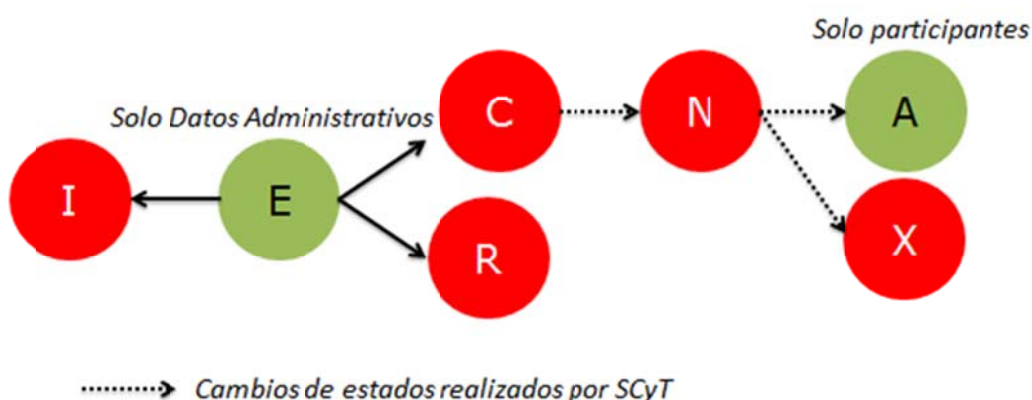 Solo participantes
Solo Datos Administrativos
C
N
A
I
E
R
X
Cambios de estados realizados por SCyT